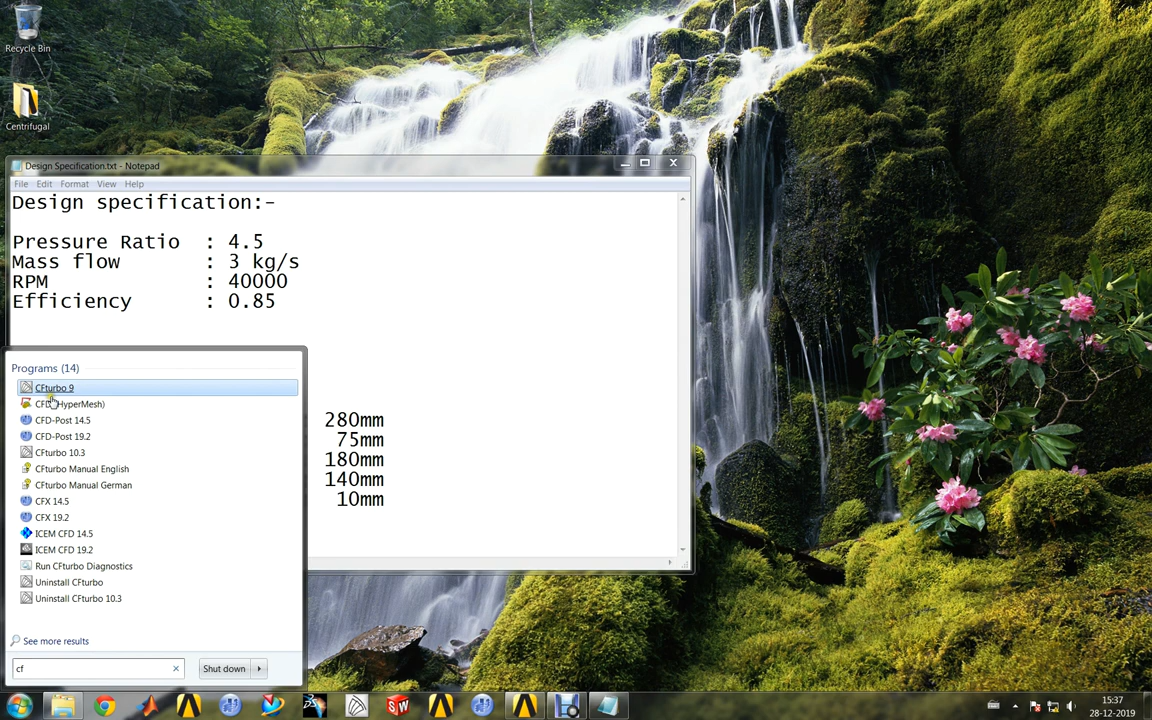 Recycle Bin
Centrifugal
Design Specification.txt - Notepad
File Edit Format View Help
Design specification:-
Pressure Ratio : 4.5
Mass flow : 3 kg/s
RPM : 40000
Efficiency : 0.85
280mm
75mm
180mm
140mm
10mm
Programs (14)
CFturbo 9
CFD (HyperMesh)
CFD-Post 14.5
CFD-Post 19.2
CFturbo 10.3
CFturbo Manual English
CFturbo Manual German
CFX 14.5
CFX 19.2
ICEM CFD 14.5
ICEM CFD 19.2
Run CFturbo Diagnostics
Uninstall CFturbo
Uninstall CFturbo 10.3
See more results
cf
Shut down
SW
15:37
28-12-2019